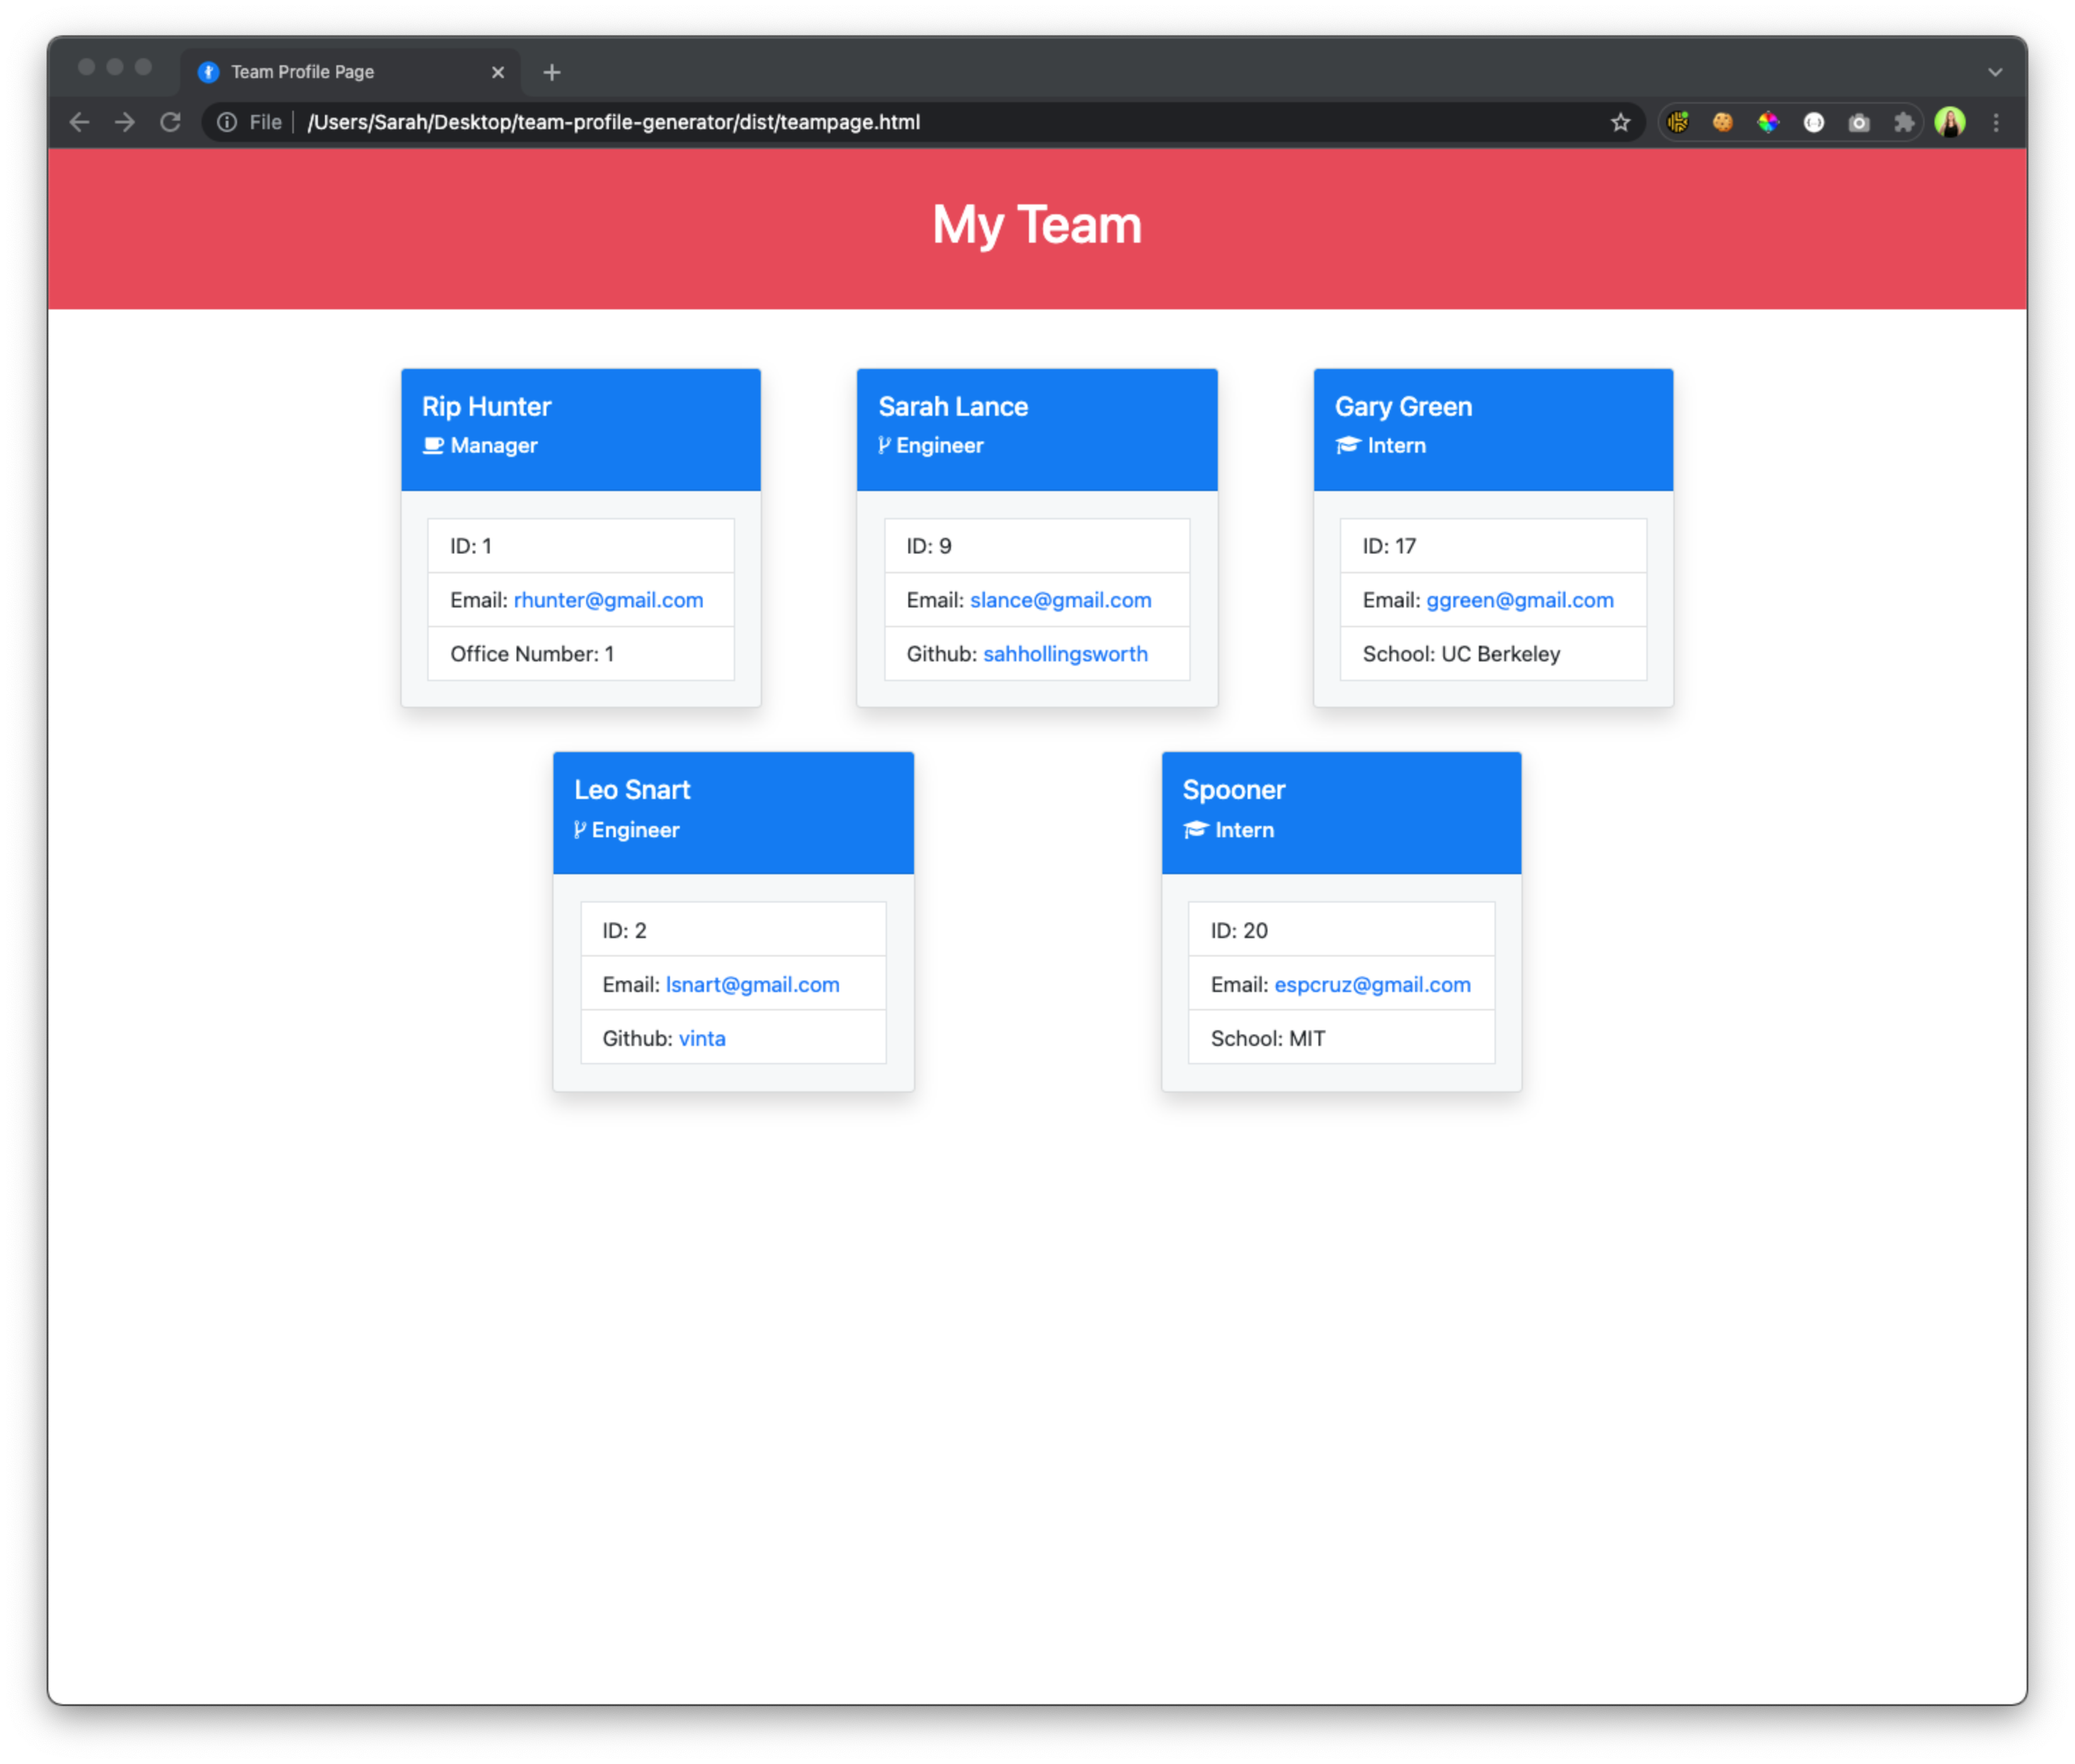 Team Profile Page
File /Users/Sarah/Desktop/team-profile-generator/dist/teampage.html
My Team
Rip Hunter
Manager
ID: 1
Email: rhunter@gmail.com
Office Number: 1
Sarah Lance
Engineer
ID: 9
Email: slance@gmail.com
Github: sahhollingsworth
Gary Green
Intern
ID: 17
Email: ggreen@gmail.com
School: UC Berkeley
Leo Snart
Engineer
ID: 2
Email: lsnart@gmail.com
Github: vinta
Spooner
Intern
ID: 20
Email: espcruz@gmail.com
School: MIT